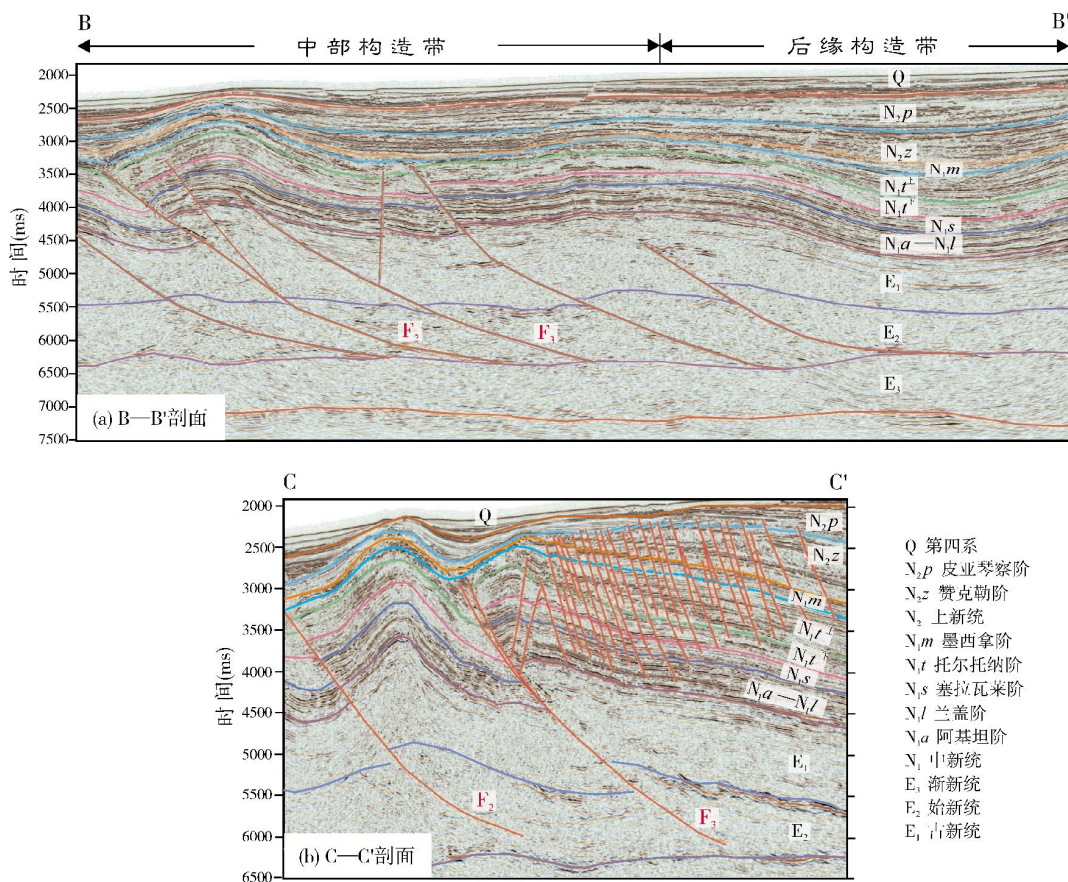 B
B'
中部构造带
后缘构造带
2000
2500
3000
3500
4000
4500
5000
5500
6000
6500
7000
7500
时间(ms)
Q
N₂p
N₂z
N₁m
N₁t上
N₁t下
N₁s
N₁a—N₁l
E₁
E₂
E₃
F₂
F₃
(a) B—B'剖面
C
C'
2000
2500
3000
3500
4000
4500
5000
5500
6000
6500
时间(ms)
Q
N₂p
N₂z
N₁m
N₁t上
N₁t
N₁s
N₁a—N₁l
E₁
E₂
F₂
F₃
(b) C—C'剖面
Q 第四系
N₂p 皮亚琴察阶
N₂z 赞克勒阶
N₂ 上新统
N₁m 墨西拿阶
N₁t 托尔托纳阶
N₁s 塞拉瓦莱阶
N₁l 兰盖阶
N₁a 阿基坦阶
N₁ 中新统
E₃ 渐新统
E₂ 始新统
E₁ 古新统